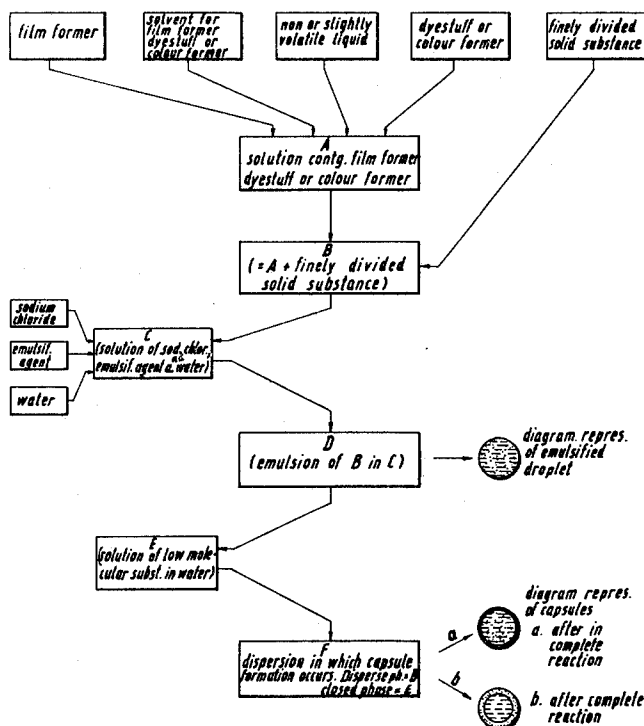 film former
solvent for
film former
dyestuff or
colour former
non or slightly
volatile liquid
dyestuff or
colour former
finely divided
solid substance
A
solution contg. film former
dyestuff or colour former
B
(= A + finely divided
solid substance)
sodium
chloride
emulsif.
agent
water
C
(solution of sod. chlor.,
emulsif. agent a. water)
D
(emulsion of B in C)
diagram. repres.
of emulsified
droplet
E
(solution of low mole-
cular subst. in water)
F
dispersion in which capsule
formation occurs. Disperse ph. = B
closed phase = E
a
b
diagram repres.
of capsules
a. after in
complete
reaction
b. after complete
reaction